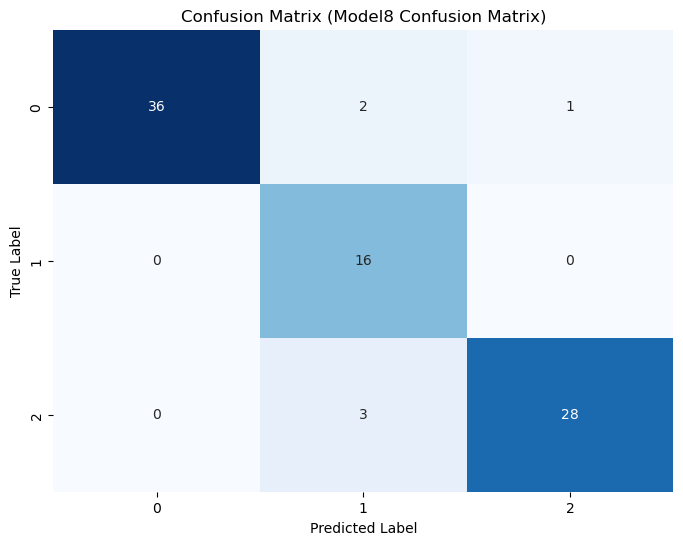 Confusion Matrix (Model8 Confusion Matrix)
True Label
0 36 2 1
1 0 16 0
2 0 3 28
0 1 2
Predicted Label